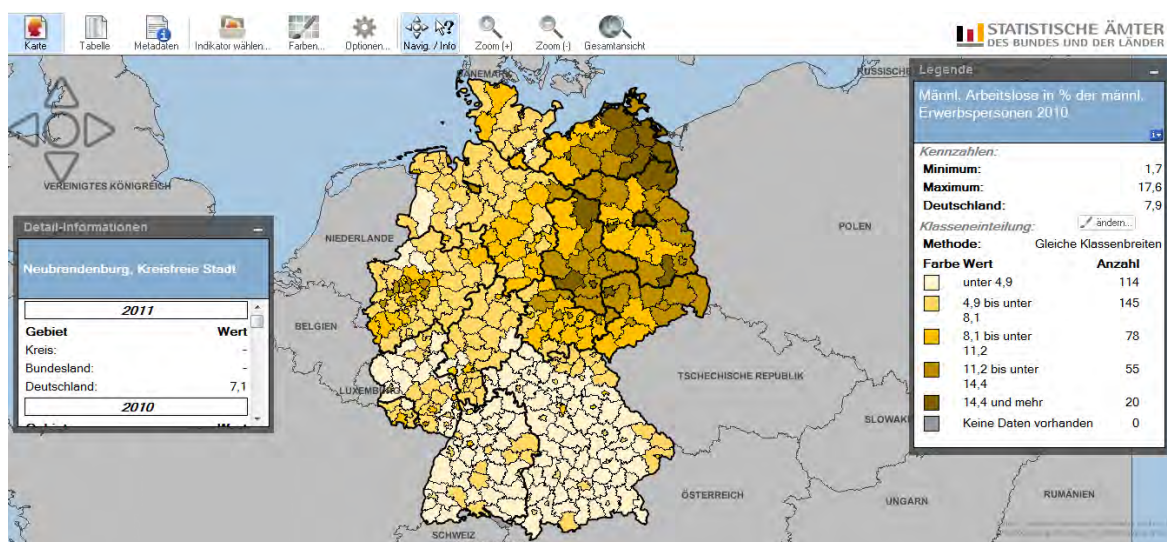 Karte
Tabelle
Metadaten
Indikator wählen...
Farben...
Optionen...
Navig. / Info
Zoom (+)
Zoom (-)
Gesamtansicht
STATISTISCHE ÄMTER
DES BUNDES UND DER LÄNDER
DÄNEMARK
RUSSISCHE
VEREINIGTES KÖNIGREICH
NIEDERLANDE
POLEN
BELGIEN
LUXEMBURG
TSCHECHISCHE REPUBLIK
SLOWAK
ÖSTERREICH
UNGARN
RUMÄNIEN
SCHWEIZ
Detail-Informationen
Neubrandenburg, Kreisfreie Stadt
2011
Gebiet Wert
Kreis: -
Bundesland: -
Deutschland: 7,1
2010
Legende
Männl. Arbeitslose in % der männl.
Erwerbspersonen 2010
Kennzahlen:
Minimum: 1,7
Maximum: 17,6
Deutschland: 7,9
Klasseneinteilung: ändern...
Methode: Gleiche Klassenbreiten
Farbe Wert Anzahl
unter 4,9 114
4,9 bis unter 145
8,1
8,1 bis unter 78
11,2
11,2 bis unter 55
14,4
14,4 und mehr 20
Keine Daten vorhanden 0